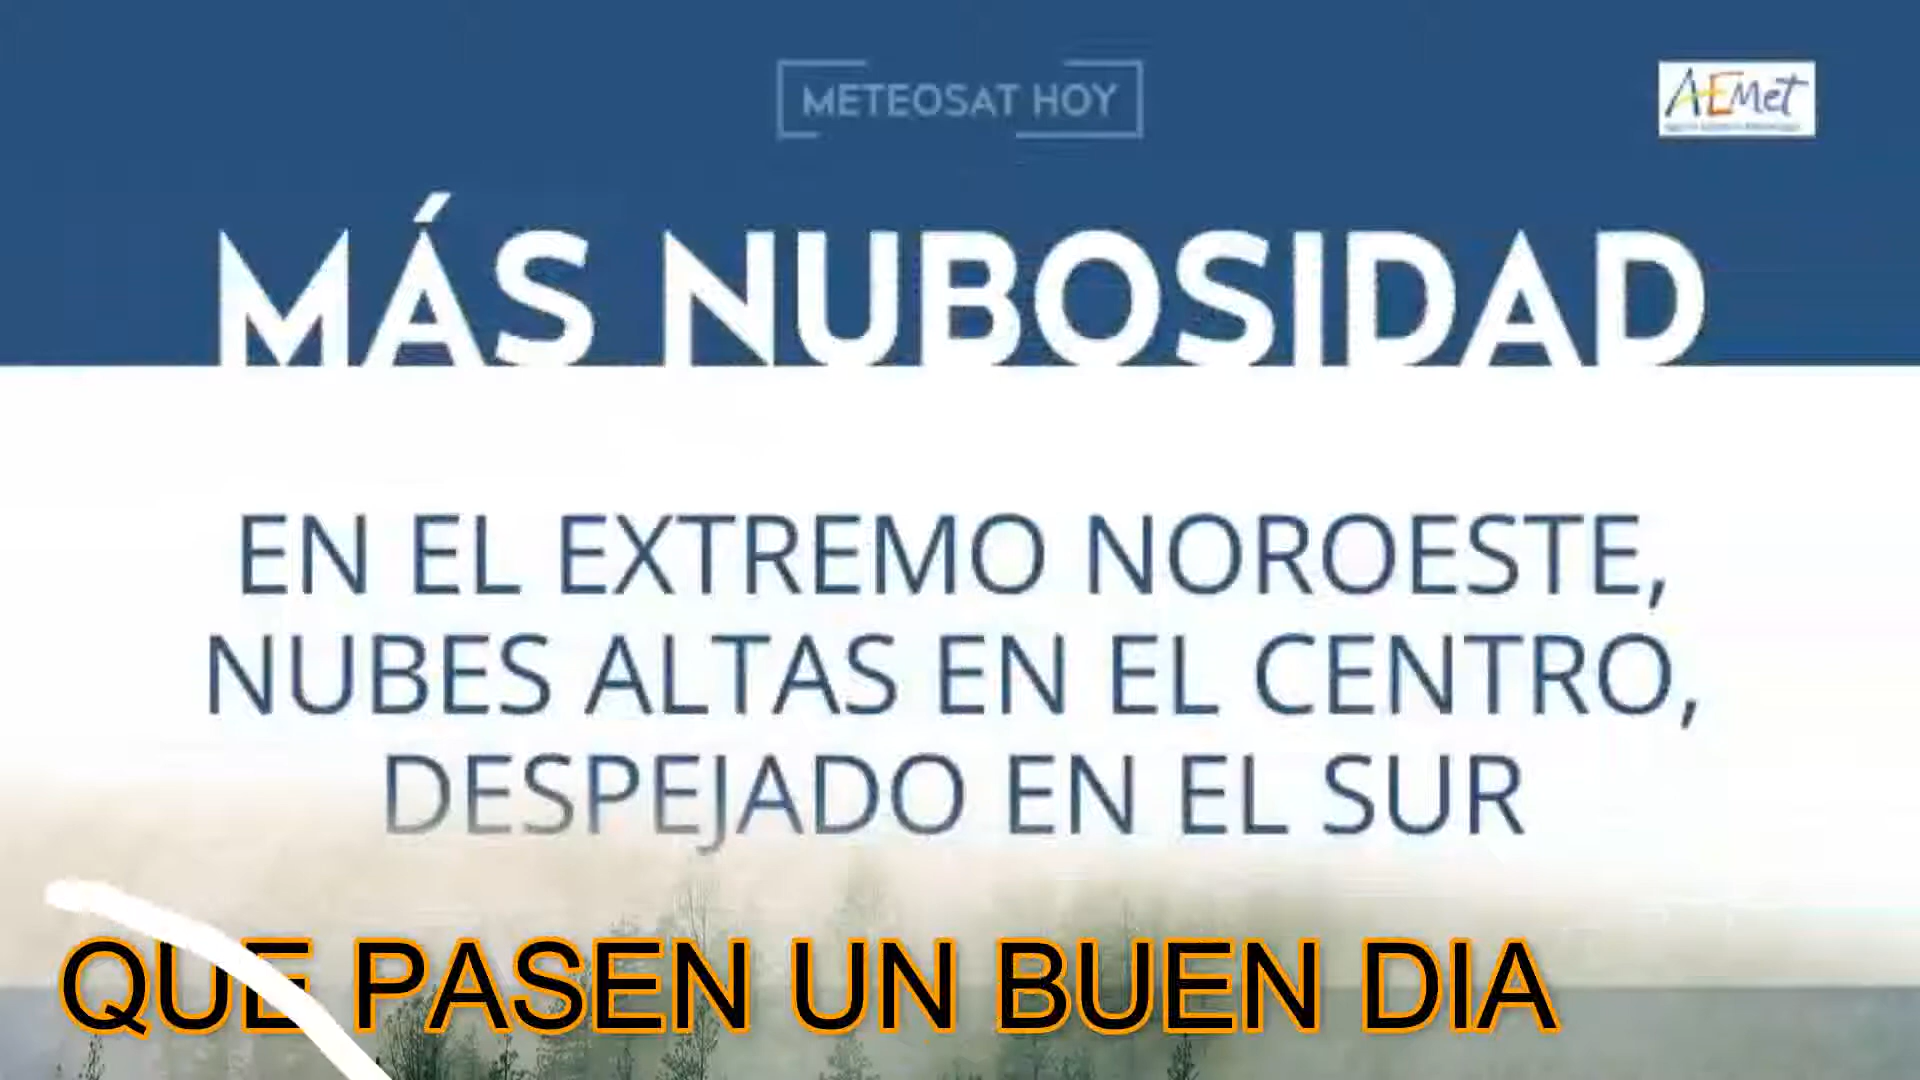 METEOSAT HOY
AEMet
MÁS NUBOSIDAD
EN EL EXTREMO NOROESTE,
NUBES ALTAS EN EL CENTRO,
DESPEJADO EN EL SUR
QUE PASEN UN BUEN DIA